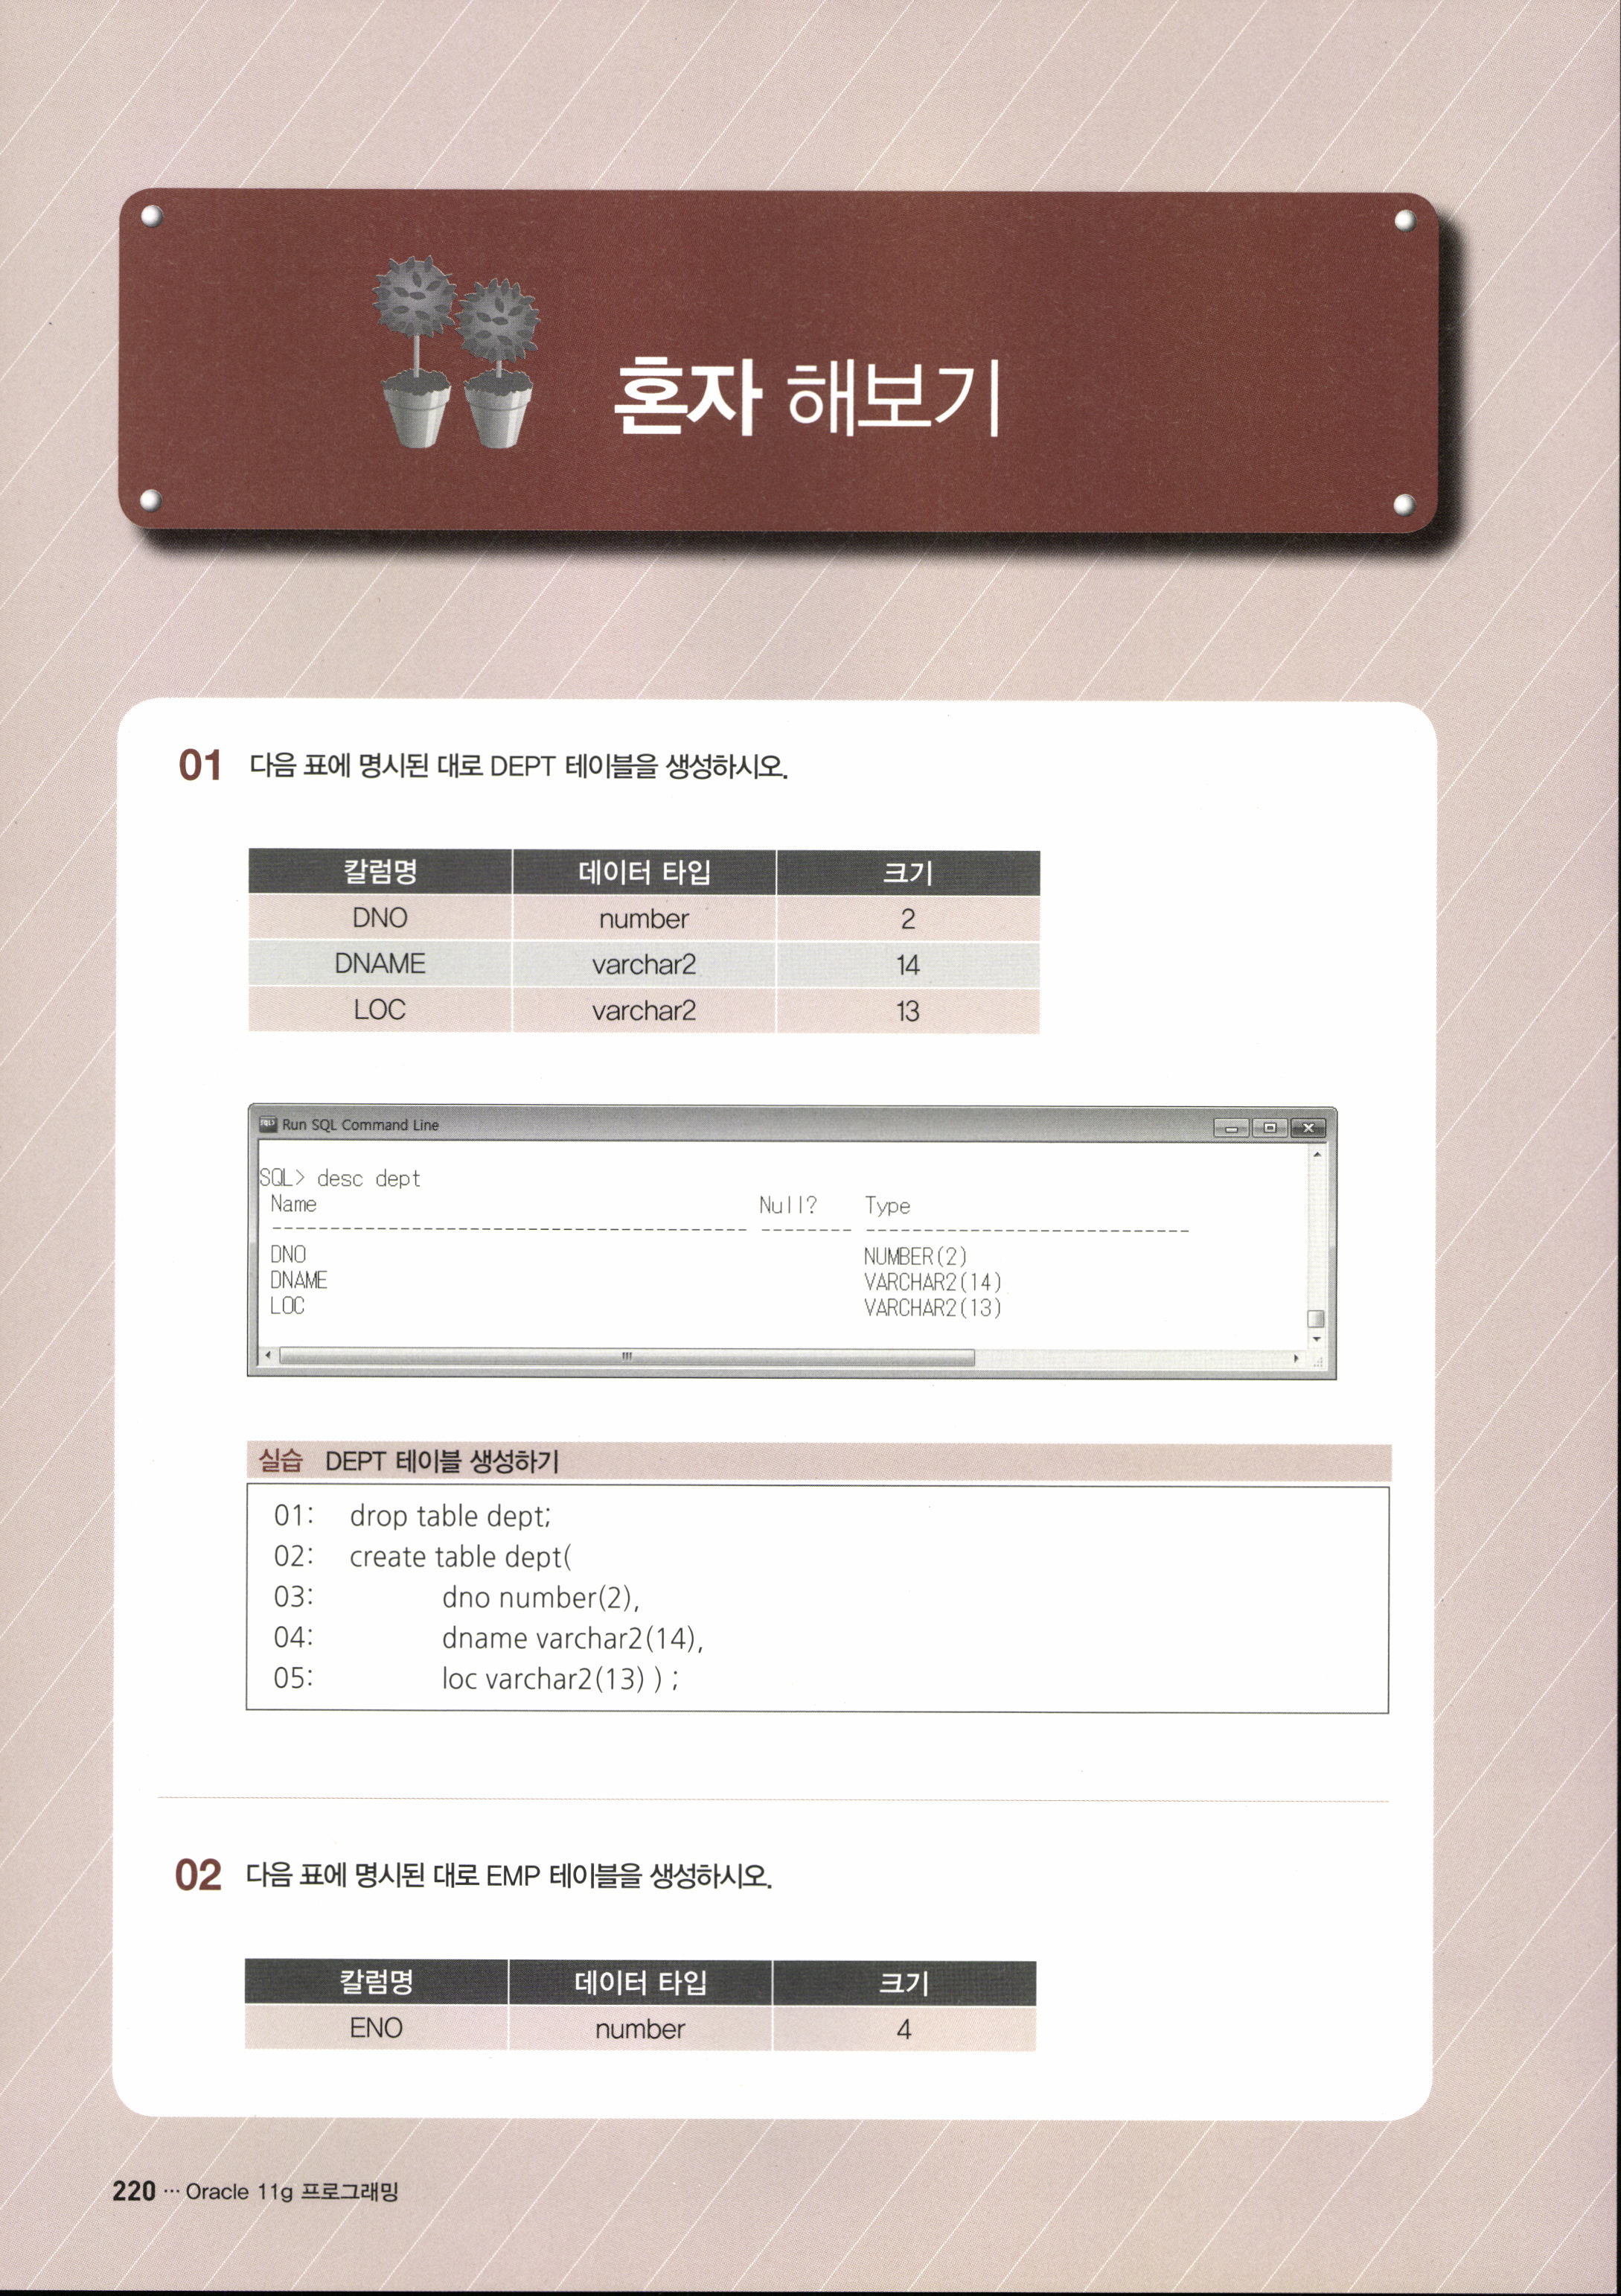 혼자 해보기
01 다음 표에 명시된 대로 DEPT 테이블을 생성하시오.
칼럼명 데이터 타입 크기
DNO number 2
DNAME varchar2 14
LOC varchar2 13
Run SQL Command Line
SQL> desc dept
Name Null? Type
----------------------------------------- -------- ----------------------------
DNO NUMBER(2)
DNAME VARCHAR2(14)
LOC VARCHAR2(13)
실습 DEPT 테이블 생성하기
01: drop table dept;
02: create table dept(
03: dno number(2),
04: dname varchar2(14),
05: loc varchar2(13) ) ;
02 다음 표에 명시된 대로 EMP 테이블을 생성하시오.
칼럼명 데이터 타입 크기
ENO number 4
220 ··· Oracle 11g 프로그래밍